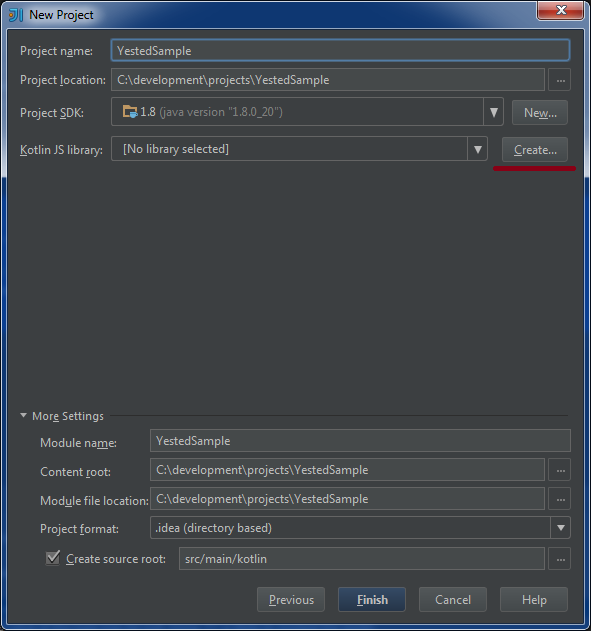 New Project
Project name: YestedSample
Project location: C:\development\projects\YestedSample ...
Project SDK: 1.8 (java version "1.8.0_20") New...
Kotlin JS library: [No library selected] Create...
More Settings
Module name: YestedSample
Content root: C:\development\projects\YestedSample ...
Module file location: C:\development\projects\YestedSample ...
Project format: .idea (directory based)
Create source root: src/main/kotlin ...
Previous Finish Cancel Help